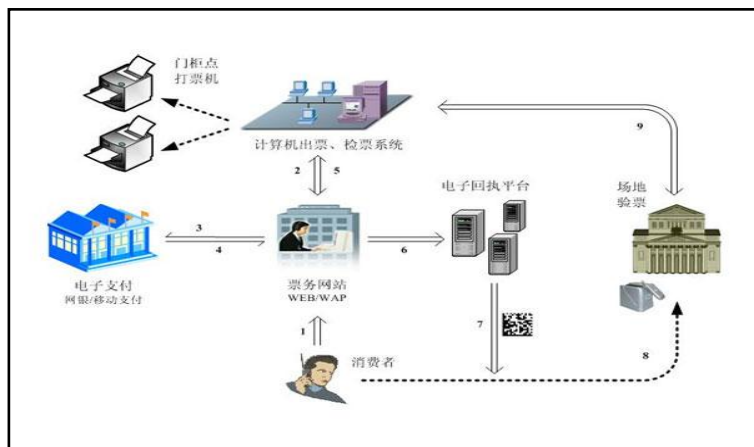 门柜点
打票机
计算机出票、检票系统
9
2
5
电子回执平台
场地
验票
3
4
6
电子支付
网银/移动支付
票务网站
WEB/WAP
7
1
消费者
8